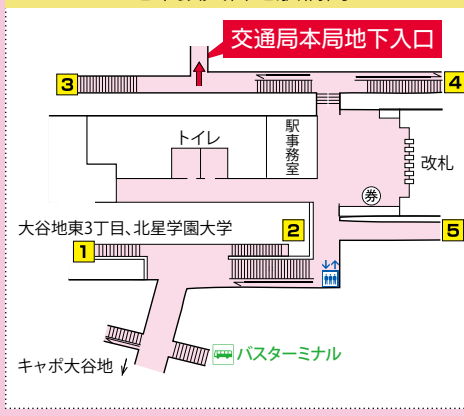 交通局本局地下入口
3
4
トイレ
駅事務室
改札
券
大谷地東3丁目、北星学園大学
2
1
5
バスターミナル
キャポ大谷地